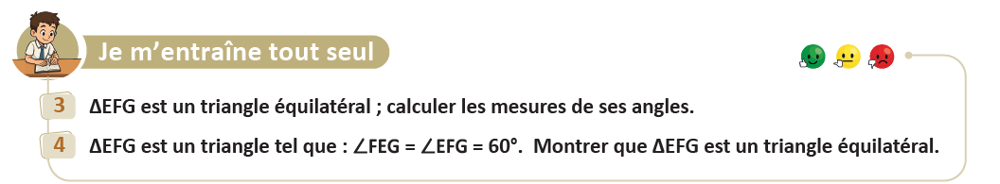 Je m’entraîne tout seul
3 ΔEFG est un triangle équilatéral ; calculer les mesures de ses angles.
4 ΔEFG est un triangle tel que : ∠FEG = ∠EFG = 60°. Montrer que ΔEFG est un triangle équilatéral.